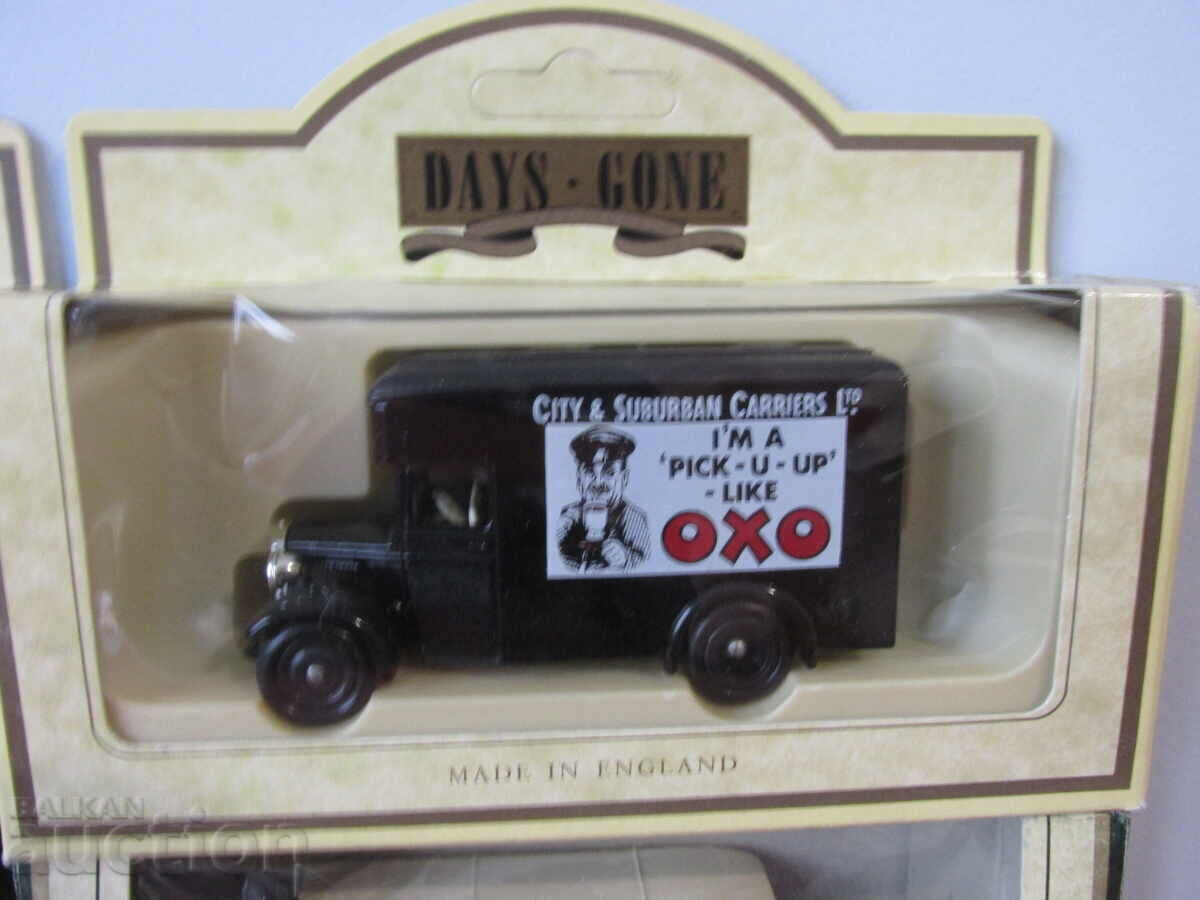 DAYS · GONE
CITY & SUBURBAN CARRIERS LTD.
I'M A
'PICK-U-UP'
-LIKE
OXO
MADE IN ENGLAND
BALKAN
auction